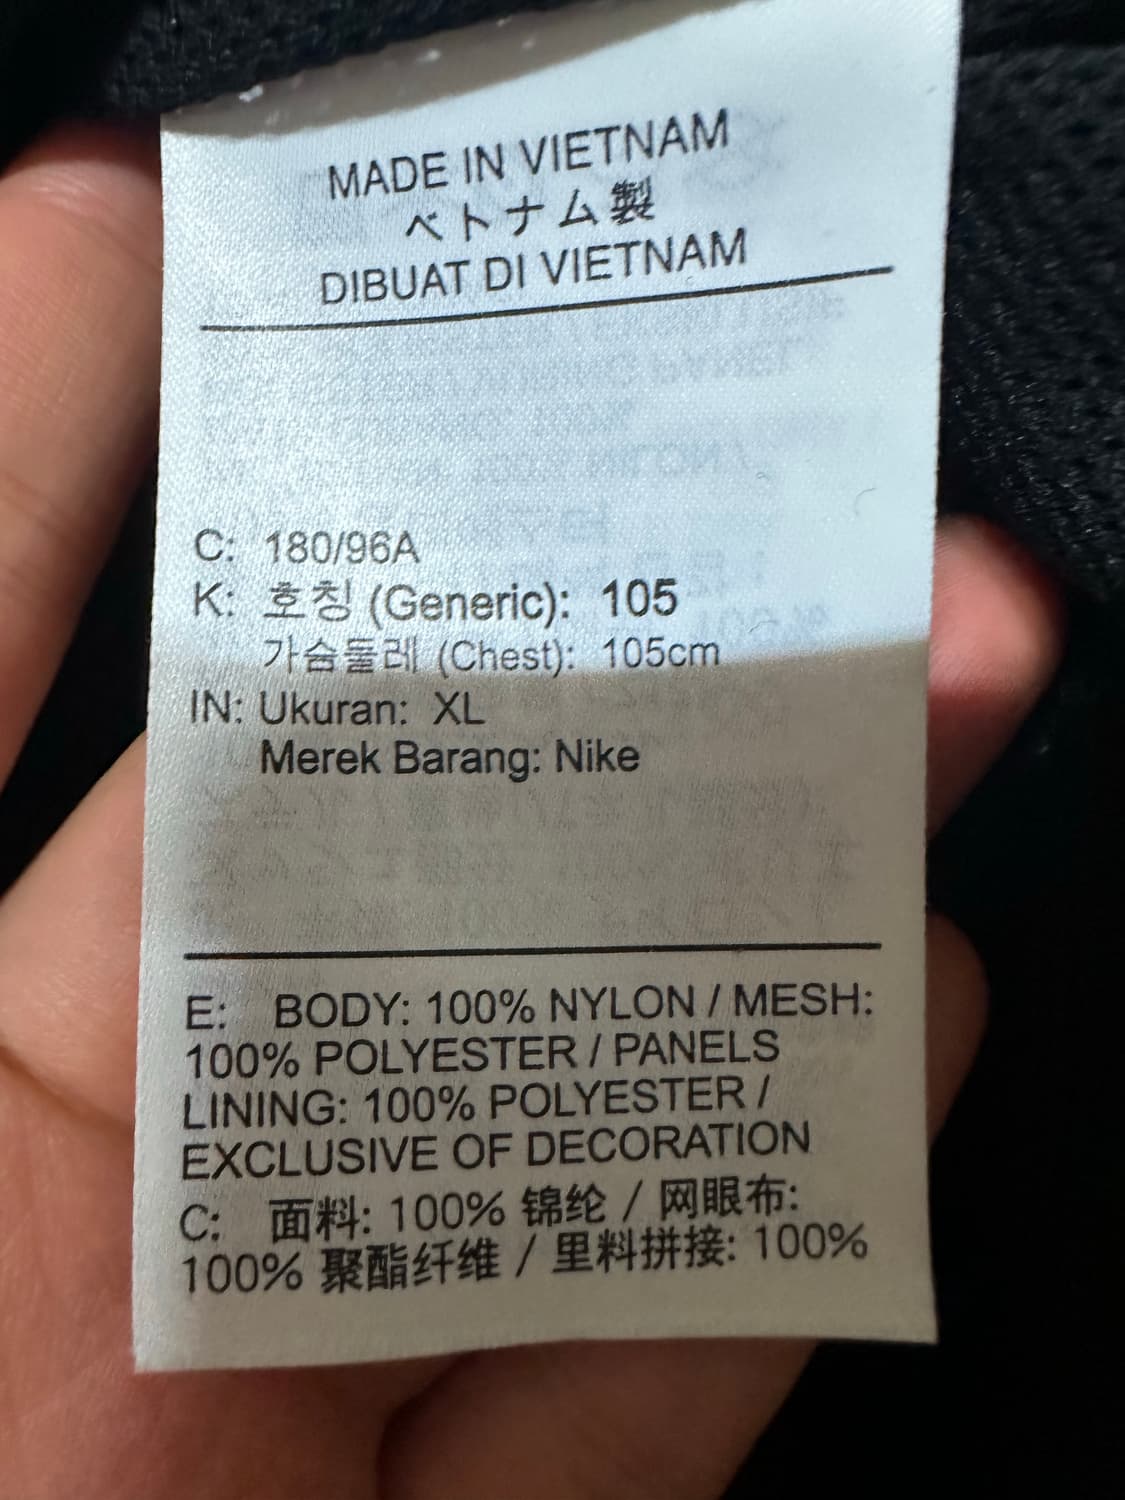 MADE IN VIETNAM
ベトナム製
DIBUAT DI VIETNAM
C: 180/96A
K: 호칭 (Generic): 105
가슴둘레 (Chest): 105cm
IN: Ukuran: XL
Merek Barang: Nike
E: BODY: 100% NYLON / MESH:
100% POLYESTER / PANELS
LINING: 100% POLYESTER /
EXCLUSIVE OF DECORATION
C: 面料: 100% 锦纶 / 网眼布:
100% 聚酯纤维 / 里料拼接: 100%